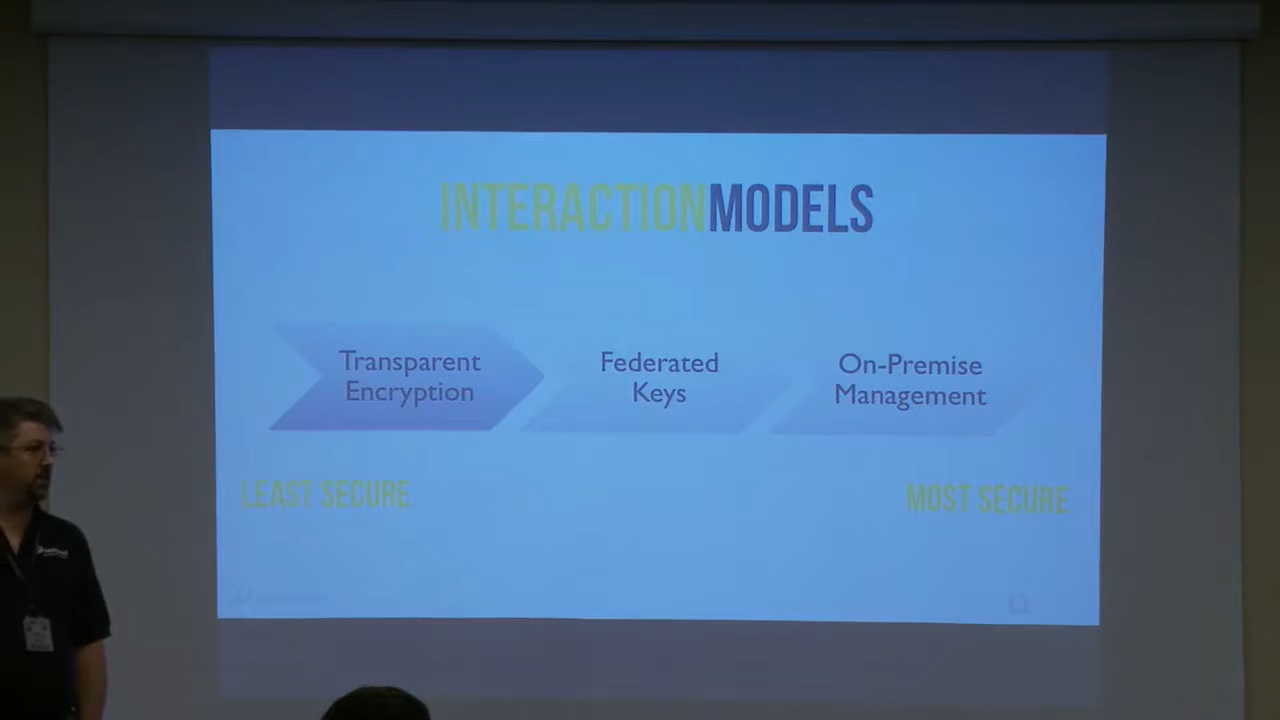 INTERACTIONMODELS
Transparent
Encryption
Federated
Keys
On-Premise
Management
LEAST SECURE
MOST SECURE